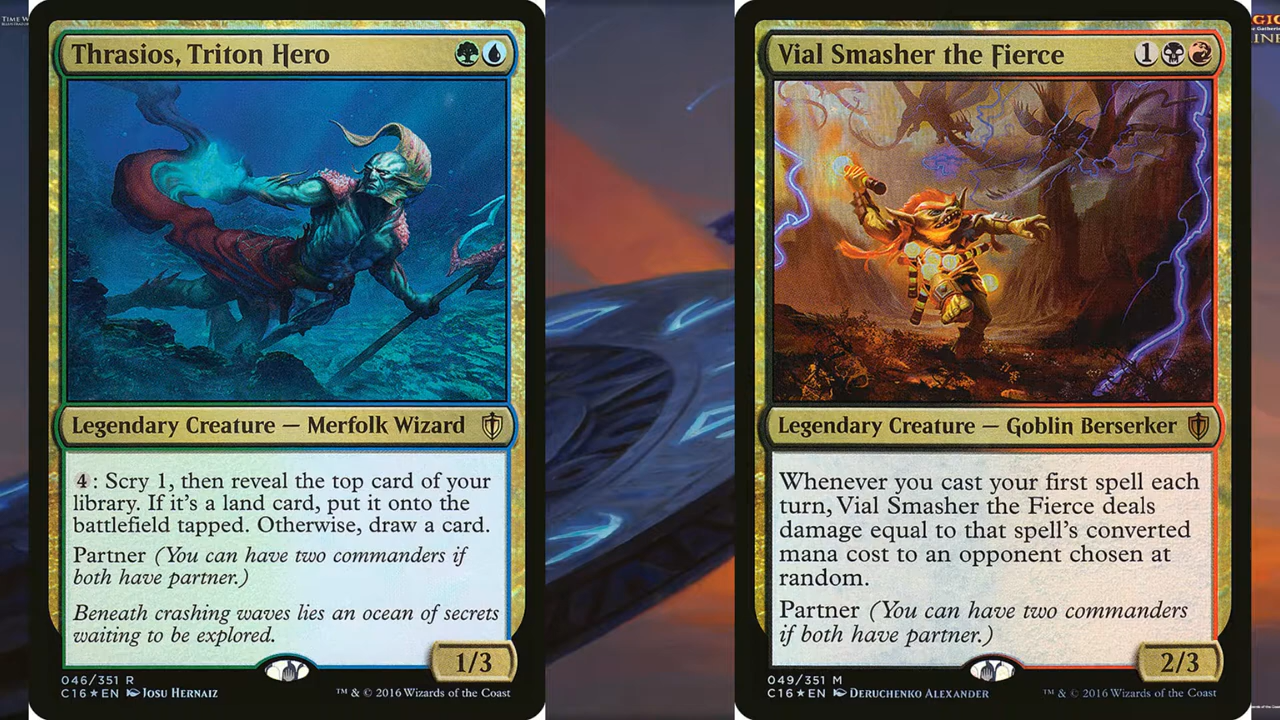 TIME W
Thrasios, Triton Hero
Legendary Creature — Merfolk Wizard
4: Scry 1, then reveal the top card of your
library. If it's a land card, put it onto the
battlefield tapped. Otherwise, draw a card.
Partner (You can have two commanders if
both have partner.)
Beneath crashing waves lies an ocean of secrets
waiting to be explored.
1/3
046/351 R
C16★EN Josu Hernaiz
™ & © 2016 Wizards of the Coast
Vial Smasher the Fierce
1
Legendary Creature — Goblin Berserker
Whenever you cast your first spell each
turn, Vial Smasher the Fierce deals
damage equal to that spell's converted
mana cost to an opponent chosen at
random.
Partner (You can have two commanders
if both have partner.)
2/3
049/351 M
C16★EN Deruchenko Alexander
™ & © 2016 Wizards of the Coast